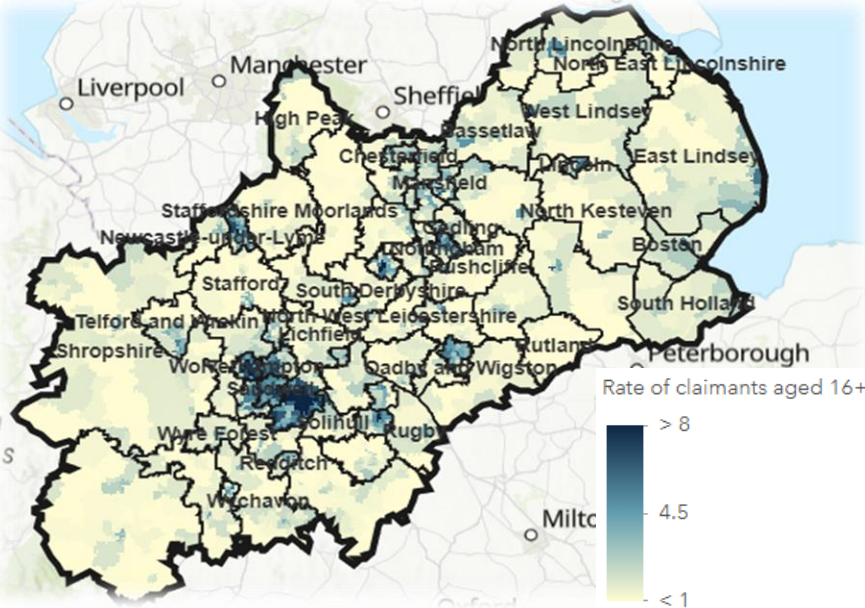 North Lincolnshire
North East Lincolnshire
Manchester
Liverpool
Sheffiel
High Peak
West Lindsey
Bassetlaw
Chesterfield
Lincoln
East Lindsey
Mansfield
Staffordshire Moorlands
North Kesteven
Gedling
Newcastle-under-Lyme
Nottingham
Boston
Rushcliffe
Stafford
South Derbyshire
South Holland
Telford and Wrekin
North West Leicestershire
Lichfield
Rutland
Shropshire
Peterborough
Wolverhampton
Oadby and Wigston
Sandwell
Rate of claimants aged 16+
Solihull
Rugby
> 8
Wyre Forest
S
Redditch
Wychavon
4.5
Milto
< 1
Oxford